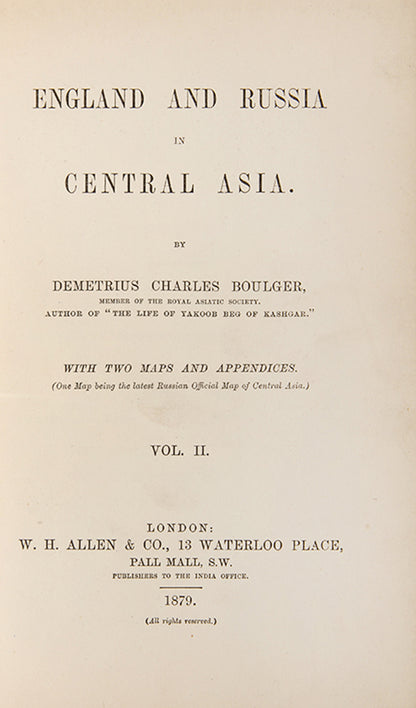 ENGLAND AND RUSSIA
IN
CENTRAL ASIA.
BY
DEMETRIUS CHARLES BOULGER,
MEMBER OF THE ROYAL ASIATIC SOCIETY.
AUTHOR OF "THE LIFE OF YAKOOB BEG OF KASHGAR."
WITH TWO MAPS AND APPENDICES.
(One Map being the latest Russian Official Map of Central Asia.)
VOL. II.
LONDON:
W. H. ALLEN & CO., 13 WATERLOO PLACE,
PALL MALL, S.W.
PUBLISHERS TO THE INDIA OFFICE.
1879.
(All rights reserved.)